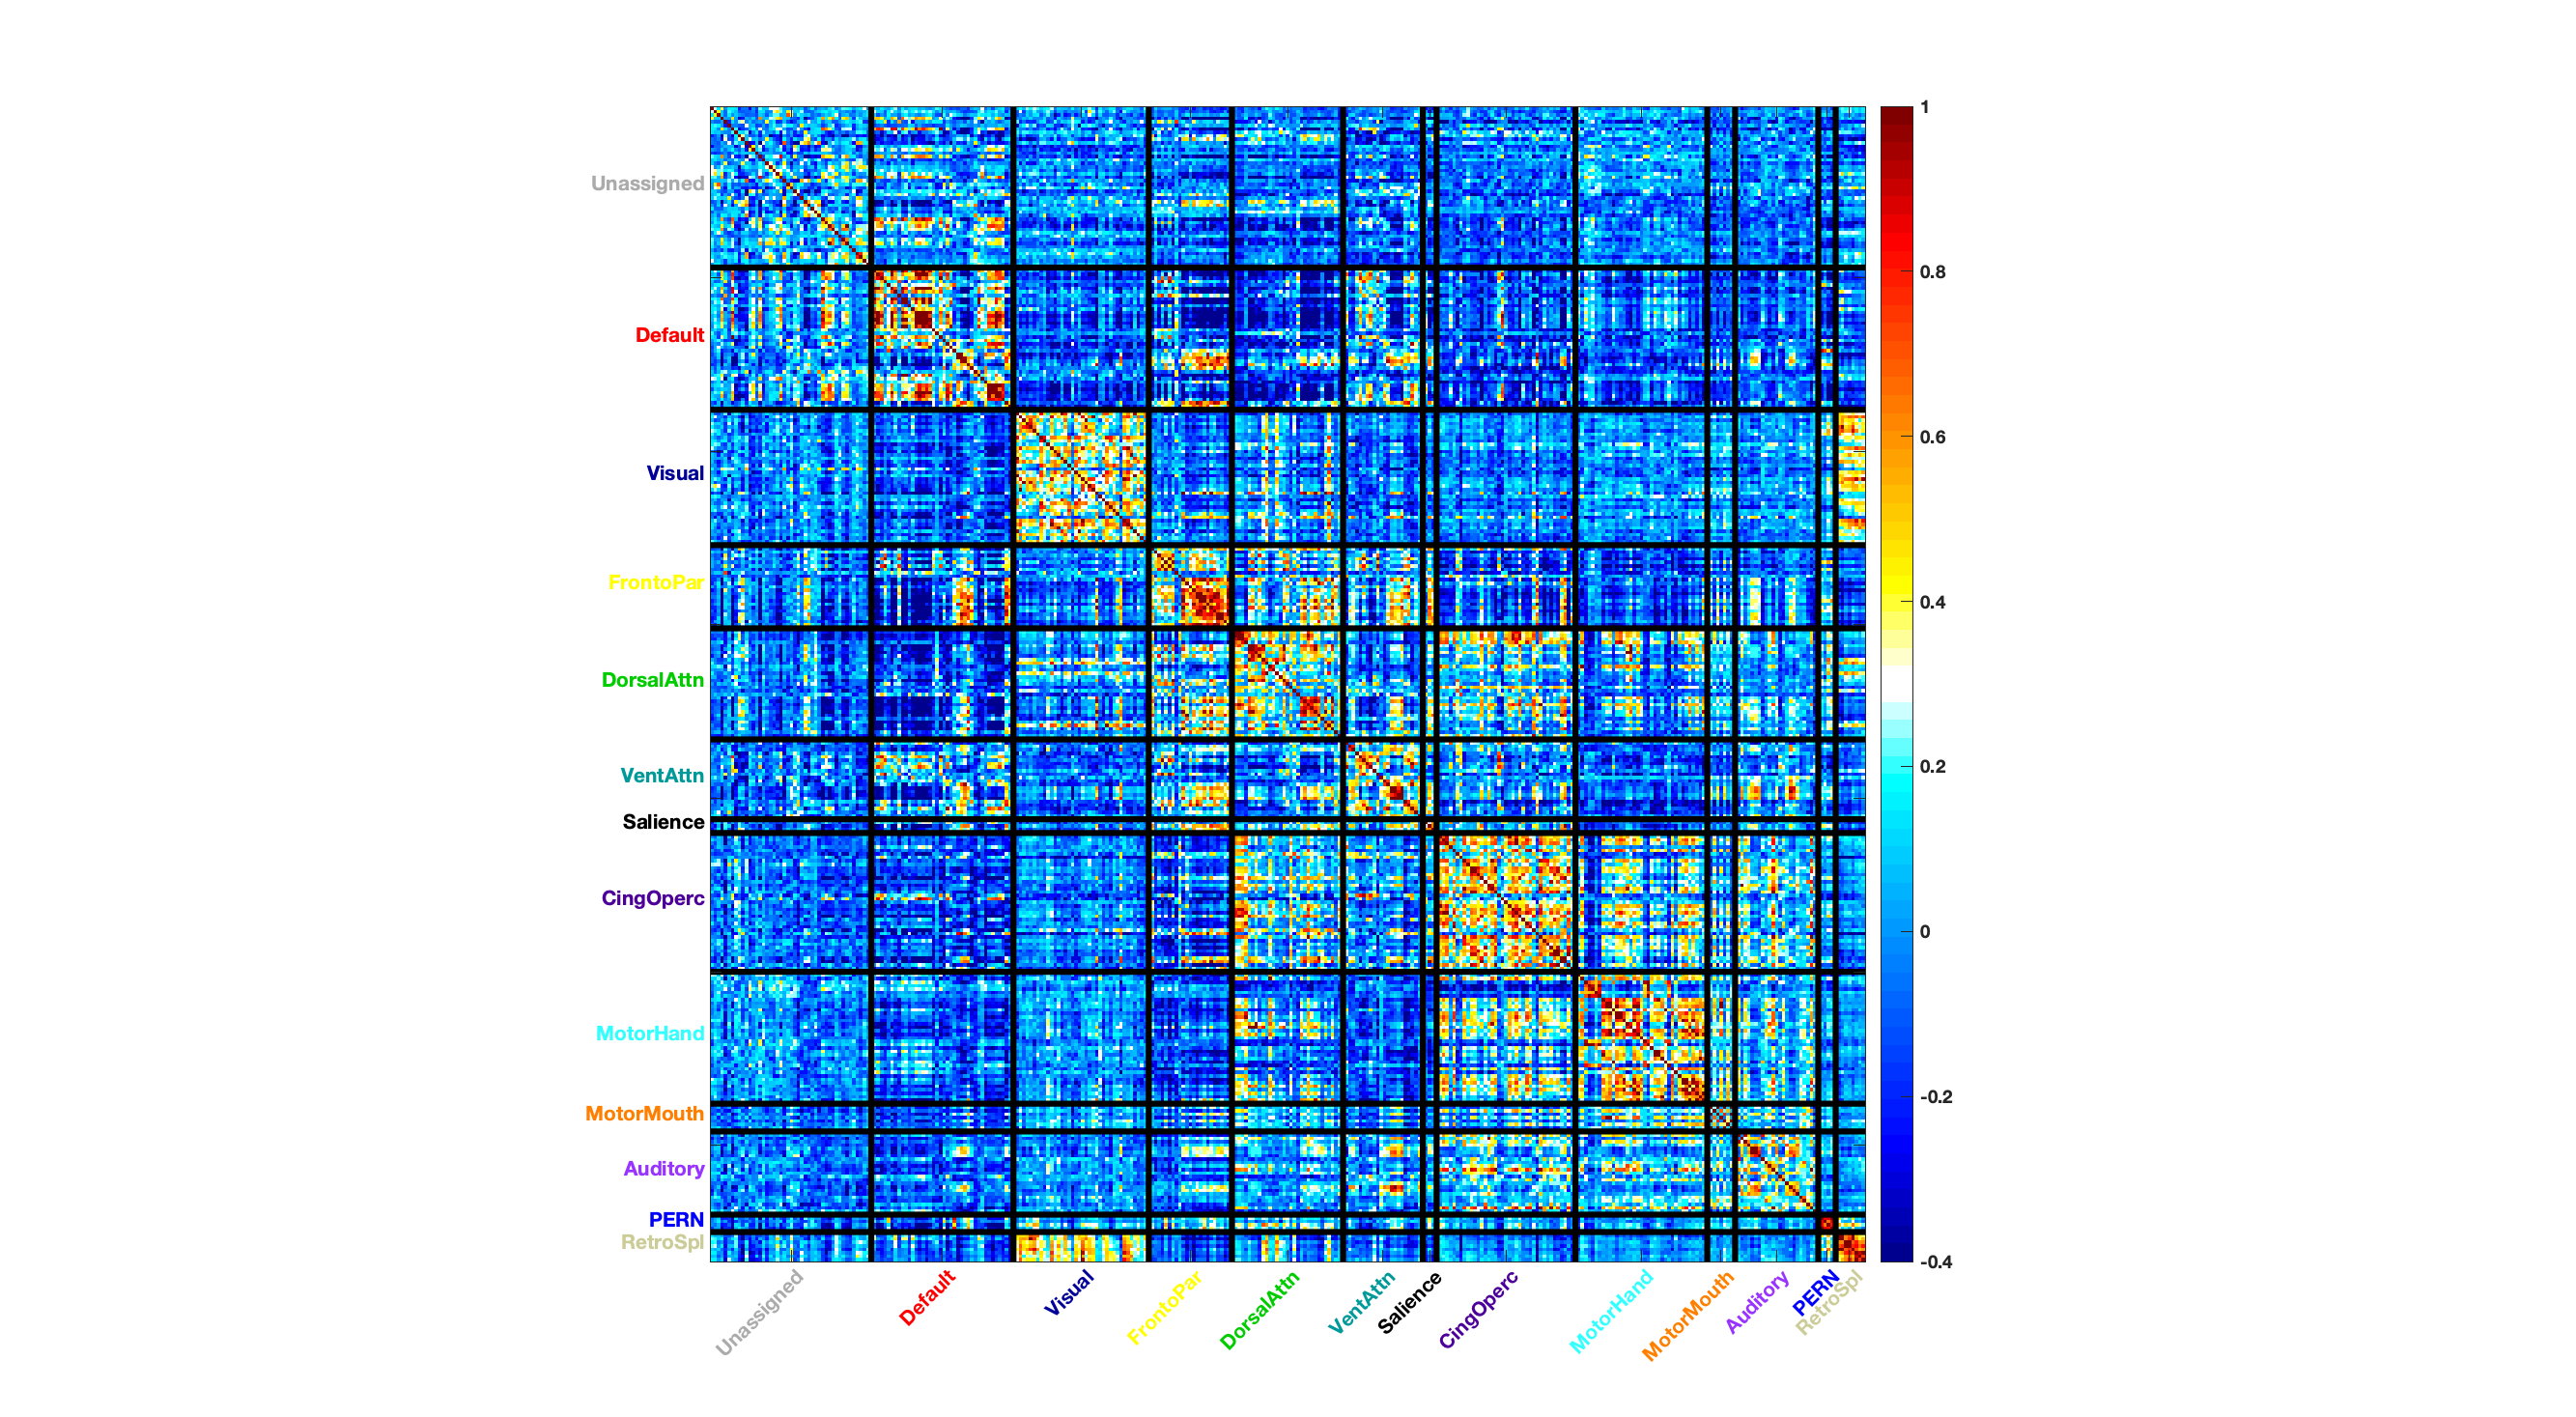 Unassigned
Default
Visual
FrontoPar
DorsalAttn
VentAttn
Salience
CingOperc
MotorHand
MotorMouth
Auditory
PERN
RetroSpl
Unassigned
Default
Visual
FrontoPar
DorsalAttn
VentAttn
Salience
CingOperc
MotorHand
MotorMouth
Auditory
PERN
RetroSpl
1
0.8
0.6
0.4
0.2
0
-0.2
-0.4